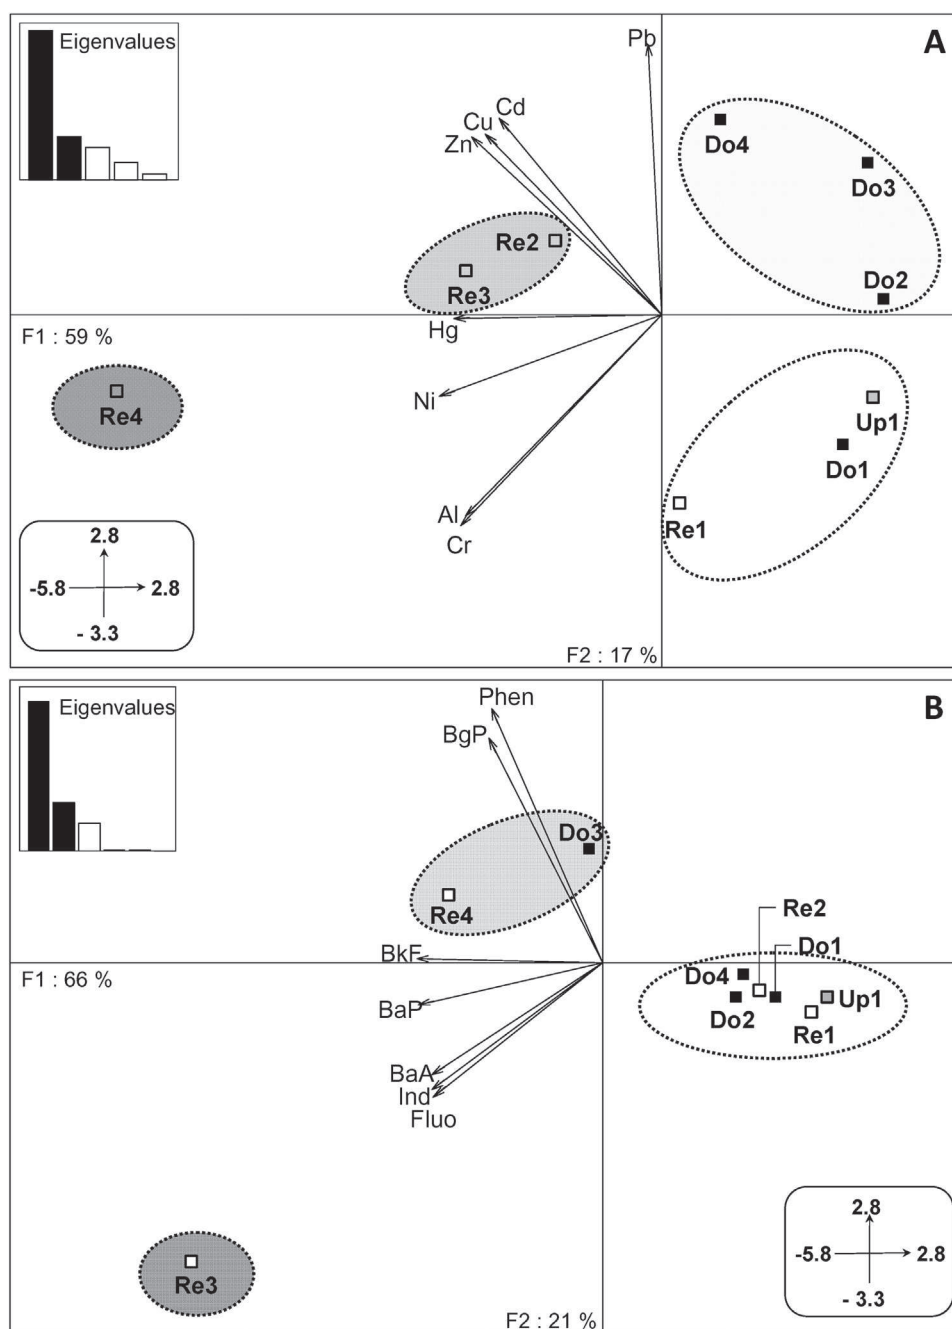 Eigenvalues
A
Pb
Cd
Cu
Zn
Do4
Do3
Re2
Re3
Do2
Hg
F1 : 59 %
Ni
Re4
Up1
Do1
Re1
Al
Cr
2.8
-5.8
2.8
- 3.3
F2 : 17 %
Eigenvalues
B
Phen
BgP
Do3
Re4
Re2
Do1
BkF
F1 : 66 %
Do4
Up1
BaP
Do2
Re1
BaA
Ind
Fluo
Re3
2.8
-5.8
2.8
- 3.3
F2 : 21 %